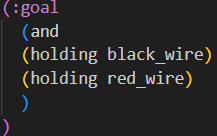 (:goal
(and
(holding black_wire)
(holding red_wire)
)
)